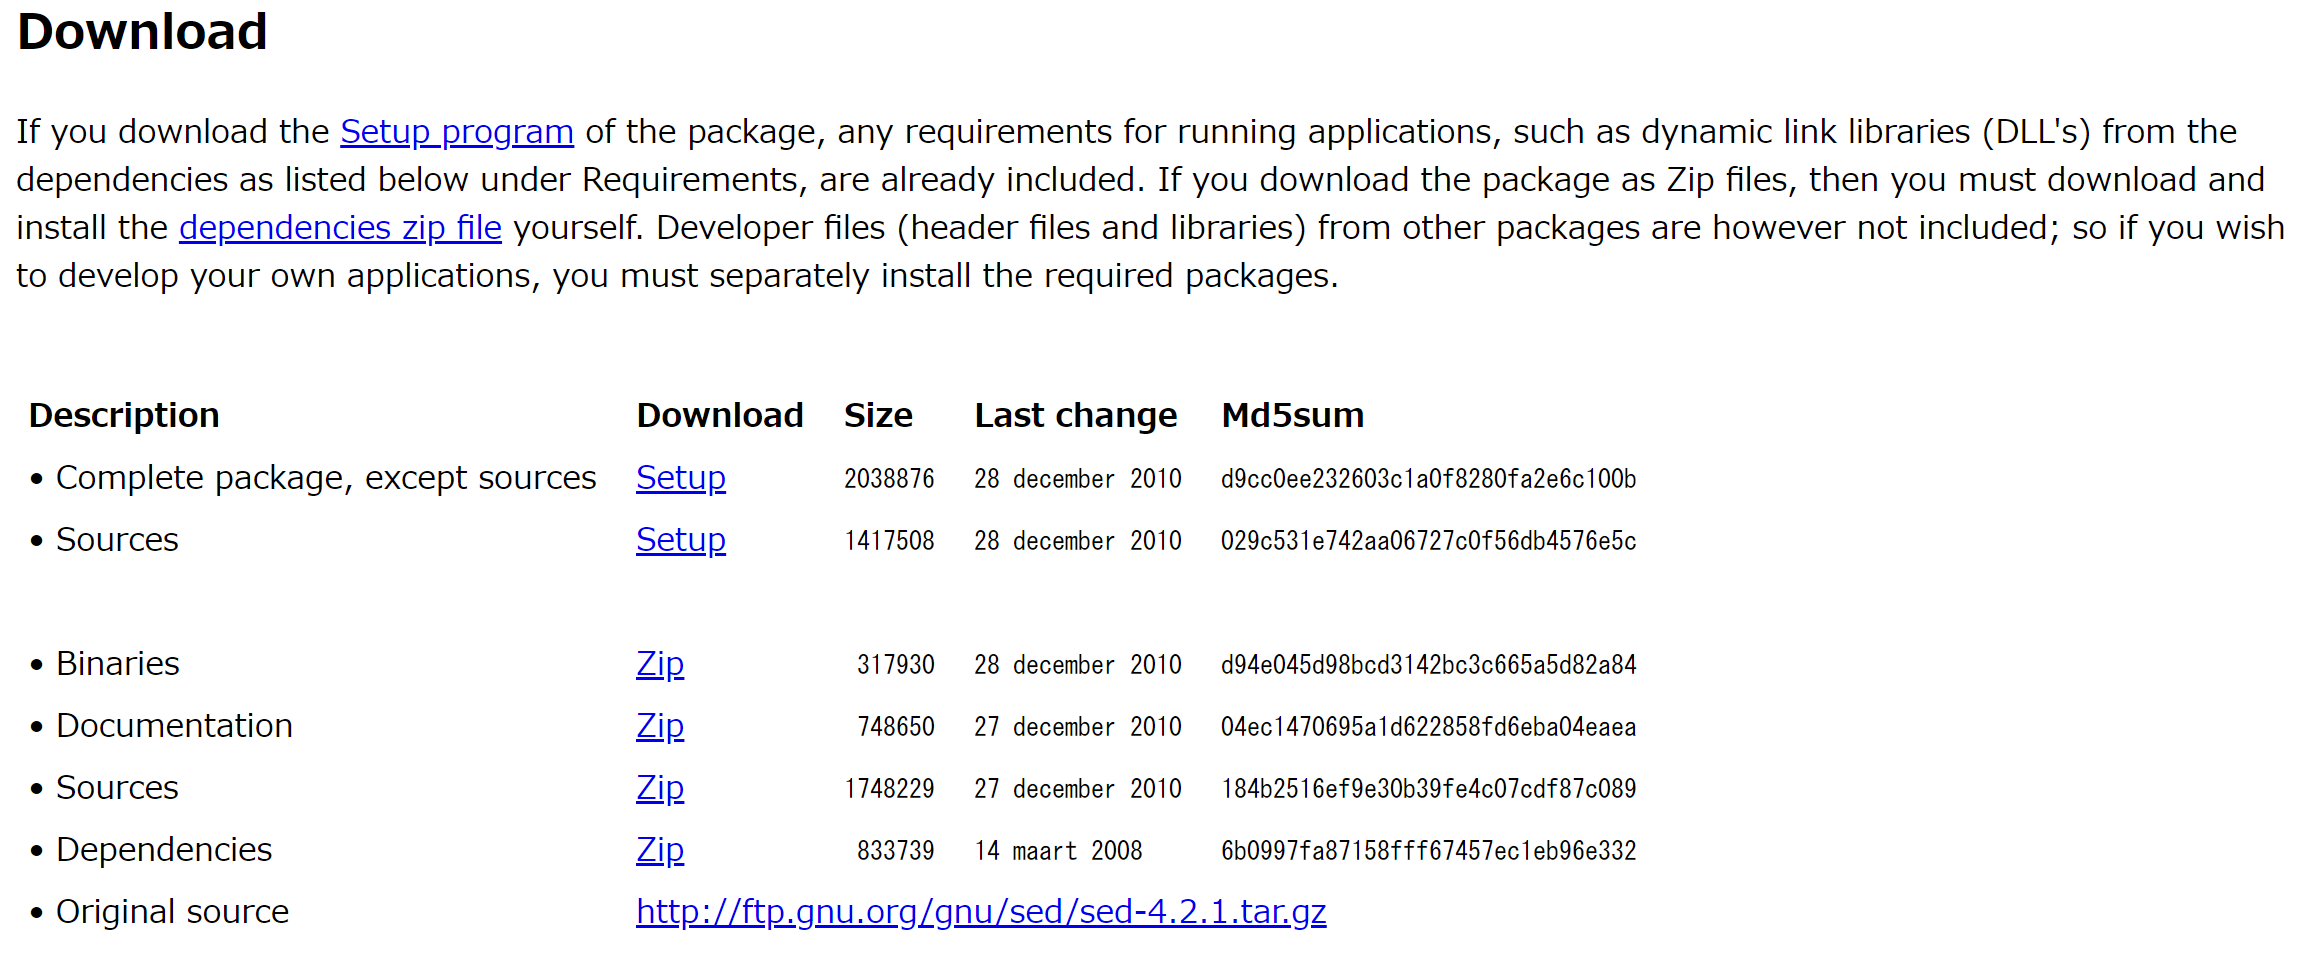 Download
If you download the Setup program of the package, any requirements for running applications, such as dynamic link libraries (DLL's) from the
dependencies as listed below under Requirements, are already included. If you download the package as Zip files, then you must download and
install the dependencies zip file yourself. Developer files (header files and libraries) from other packages are however not included; so if you wish
to develop your own applications, you must separately install the required packages.
Description Download Size Last change Md5sum
• Complete package, except sources Setup 2038876 28 december 2010 d9cc0ee232603c1a0f8280fa2e6c100b
• Sources Setup 1417508 28 december 2010 029c531e742aa06727c0f56db4576e5c
• Binaries Zip 317930 28 december 2010 d94e045d98bcd3142bc3c665a5d82a84
• Documentation Zip 748650 27 december 2010 04ec1470695a1d622858fd6eba04eaea
• Sources Zip 1748229 27 december 2010 184b2516ef9e30b39fe4c07cdf87c089
• Dependencies Zip 833739 14 maart 2008 6b0997fa87158fff67457ec1eb96e332
• Original source http://ftp.gnu.org/gnu/sed/sed-4.2.1.tar.gz